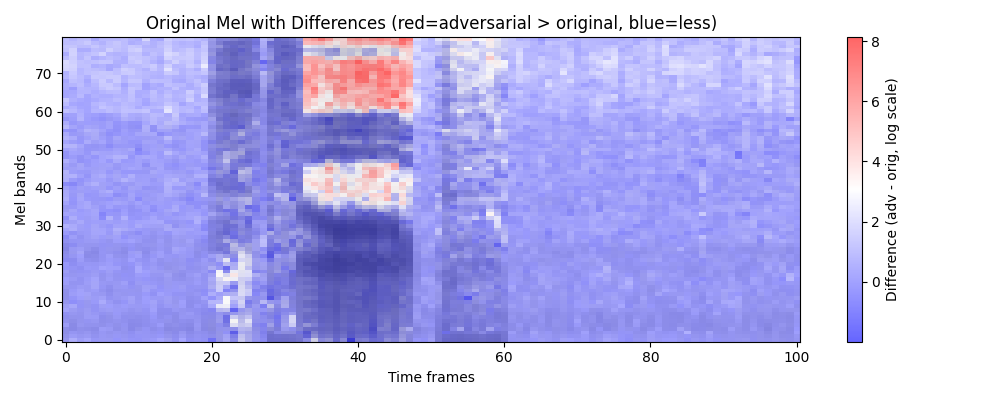 Original Mel with Differences (red=adversarial > original, blue=less)
Mel bands
70
60
50
40
30
20
10
0
0 20 40 60 80 100
Time frames
8
6
4
2
0
Difference (adv - orig, log scale)